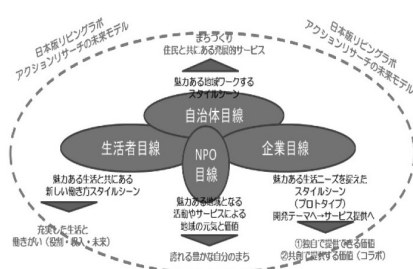 日本版リビングラボ
アクションリサーチの未来モデル
日本版リビングラボ
アクションリサーチの未来モデル
まちづくり
住民と共にある発展的サービス
魅力ある地域ワークする
スタイルシーン
自治体目線
生活者目線
NPO
目線
企業目線
魅力ある生活と共にある
新しい働き方スタイルシーン
充実した生活と
働きがい（役割・収入・未来）
魅力ある地域となる
活動やサービスによる
地域の元気と価値
誇れる豊かな自分のまち
魅力ある生活ニーズを捉えた
スタイルシーン
（プロトタイプ）
開発テーマへ→サービス提供へ
①独自で提供できる価値
②共創で提供する価値（コラボ）